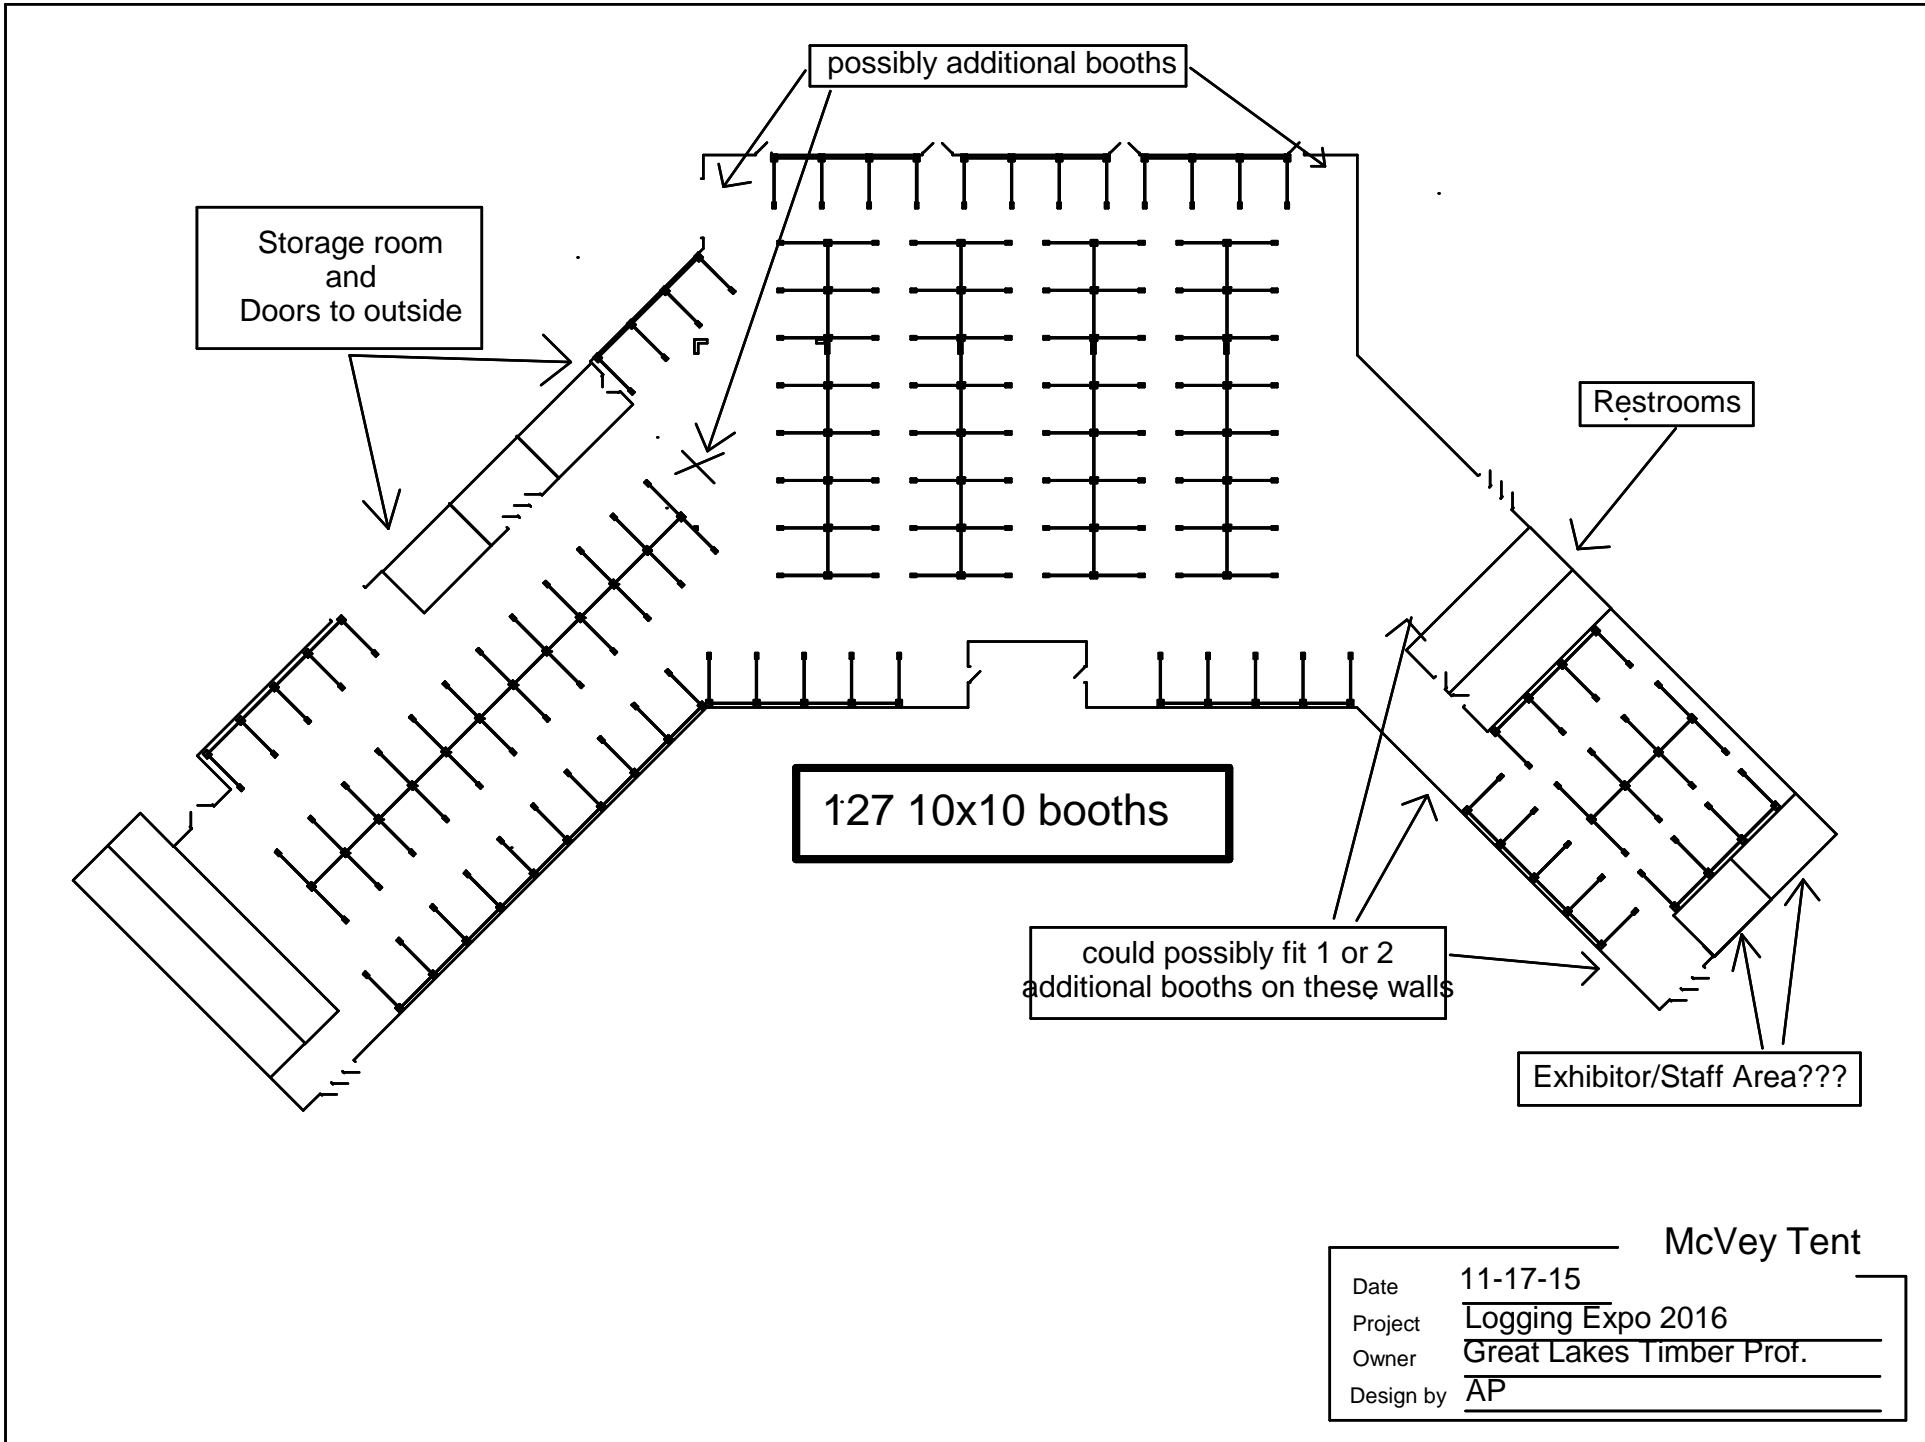 possibly additional booths
Storage room
and
Doors to outside
Restrooms
127 10x10 booths
could possibly fit 1 or 2
additional booths on these walls
Exhibitor/Staff Area???
McVey Tent
Date 11-17-15
Project Logging Expo 2016
Owner Great Lakes Timber Prof.
Design by AP